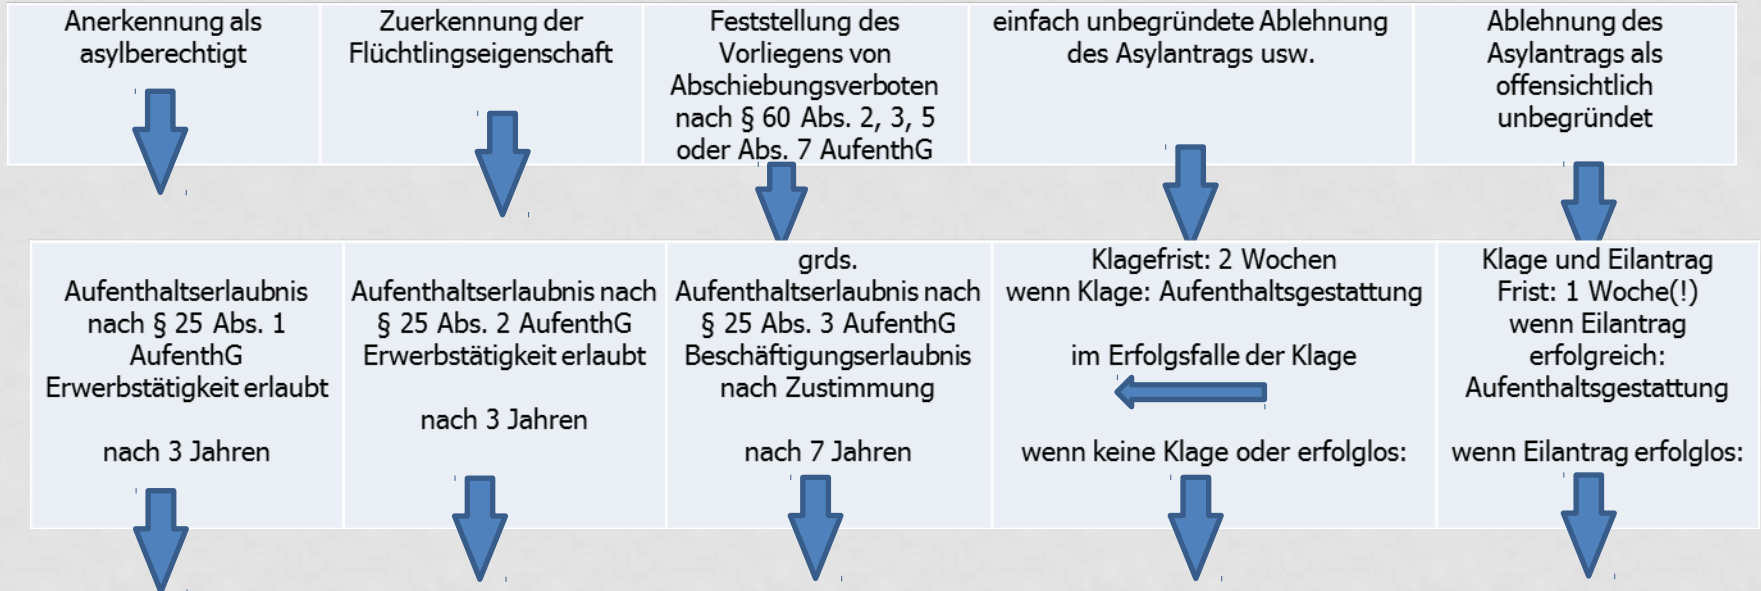 Anerkennung als
asylberechtigt
Zuerkennung der
Flüchtlingseigenschaft
Feststellung des
Vorliegens von
Abschiebungsverboten
nach § 60 Abs. 2, 3, 5
oder Abs. 7 AufenthG
einfach unbegründete Ablehnung
des Asylantrags usw.
Ablehnung des
Asylantrags als
offensichtlich
unbegründet
Aufenthaltserlaubnis
nach § 25 Abs. 1
AufenthG
Erwerbstätigkeit erlaubt
nach 3 Jahren
Aufenthaltserlaubnis nach
§ 25 Abs. 2 AufenthG
Erwerbstätigkeit erlaubt
nach 3 Jahren
grds.
Aufenthaltserlaubnis nach
§ 25 Abs. 3 AufenthG
Beschäftigungserlaubnis
nach Zustimmung
nach 7 Jahren
Klagefrist: 2 Wochen
wenn Klage: Aufenthaltsgestattung
im Erfolgsfalle der Klage
wenn keine Klage oder erfolglos:
Klage und Eilantrag
Frist: 1 Woche(!)
wenn Eilantrag
erfolgreich:
Aufenthaltsgestattung
wenn Eilantrag erfolglos: